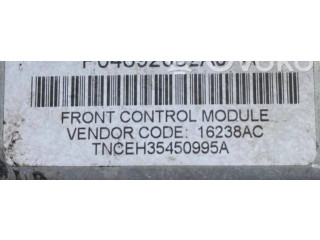 FRONT CONTROL MODULE
VENDOR CODE: 16238AC
TNCEH35450995A